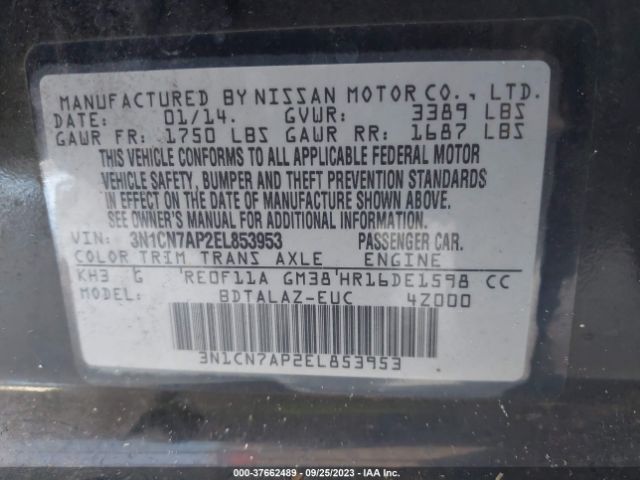 MANUFACTURED BY NISSAN MOTOR CO., LTD.
DATE: 01/14. GVWR: 3389 LBS
GAWR FR: 1750 LBS GAWR RR: 1687 LBS
THIS VEHICLE CONFORMS TO ALL APPLICABLE FEDERAL MOTOR
VEHICLE SAFETY, BUMPER AND THEFT PREVENTION STANDARDS
IN EFFECT ON THE DATE OF MANUFACTURE SHOWN ABOVE.
SEE OWNER'S MANUAL FOR ADDITIONAL INFORMATION.
VIN: 3N1CN7AP2EL853953 PASSENGER CAR.
COLOR TRIM TRANS AXLE ENGINE
KH3 G 'RE0F11A GM38'HR16DE1598 CC
MODEL: BDTALAZ-EUC 4Z000
3N1CN7AP2EL853953
000-37662489 - 09/25/2023 - IAA Holdings, LLC